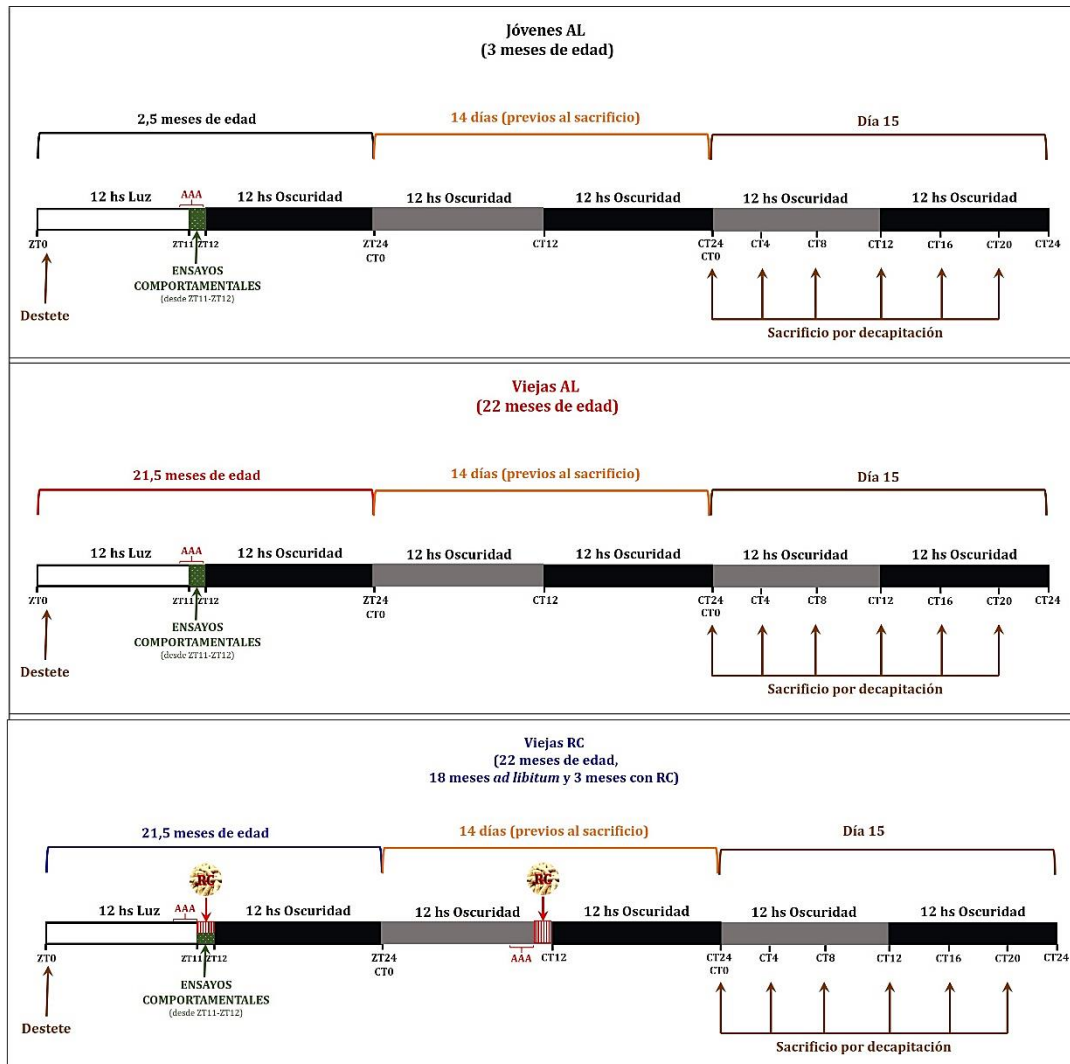 Jóvenes AL
(3 meses de edad)
2,5 meses de edad
14 días (previos al sacrificio)
Día 15
12 hs Luz
AAA
12 hs Oscuridad
12 hs Oscuridad
12 hs Oscuridad
12 hs Oscuridad
12 hs Oscuridad
ZT0
ZT11
ZT12
ZT24
CT0
CT12
CT24
CT0
CT4
CT8
CT12
CT16
CT20
CT24
ENSAYOS
COMPORTAMENTALES
(desde ZT11-ZT12)
Destete
Sacrificio por decapitación
Viejas AL
(22 meses de edad)
21,5 meses de edad
14 días (previos al sacrificio)
Día 15
12 hs Luz
AAA
12 hs Oscuridad
12 hs Oscuridad
12 hs Oscuridad
12 hs Oscuridad
12 hs Oscuridad
ZT0
ZT11
ZT12
ZT24
CT0
CT12
CT24
CT0
CT4
CT8
CT12
CT16
CT20
CT24
ENSAYOS
COMPORTAMENTALES
(desde ZT11-ZT12)
Destete
Sacrificio por decapitación
Viejas RC
(22 meses de edad,
18 meses ad libitum y 3 meses con RC)
21,5 meses de edad
14 días (previos al sacrificio)
Día 15
RC
RC
12 hs Luz
AAA
12 hs Oscuridad
12 hs Oscuridad
12 hs Oscuridad
12 hs Oscuridad
12 hs Oscuridad
ZT0
ZT11
ZT12
ZT24
CT0
AAA
CT12
CT24
CT0
CT4
CT8
CT12
CT16
CT20
CT24
ENSAYOS
COMPORTAMENTALES
(desde ZT11-ZT12)
Destete
Sacrificio por decapitación